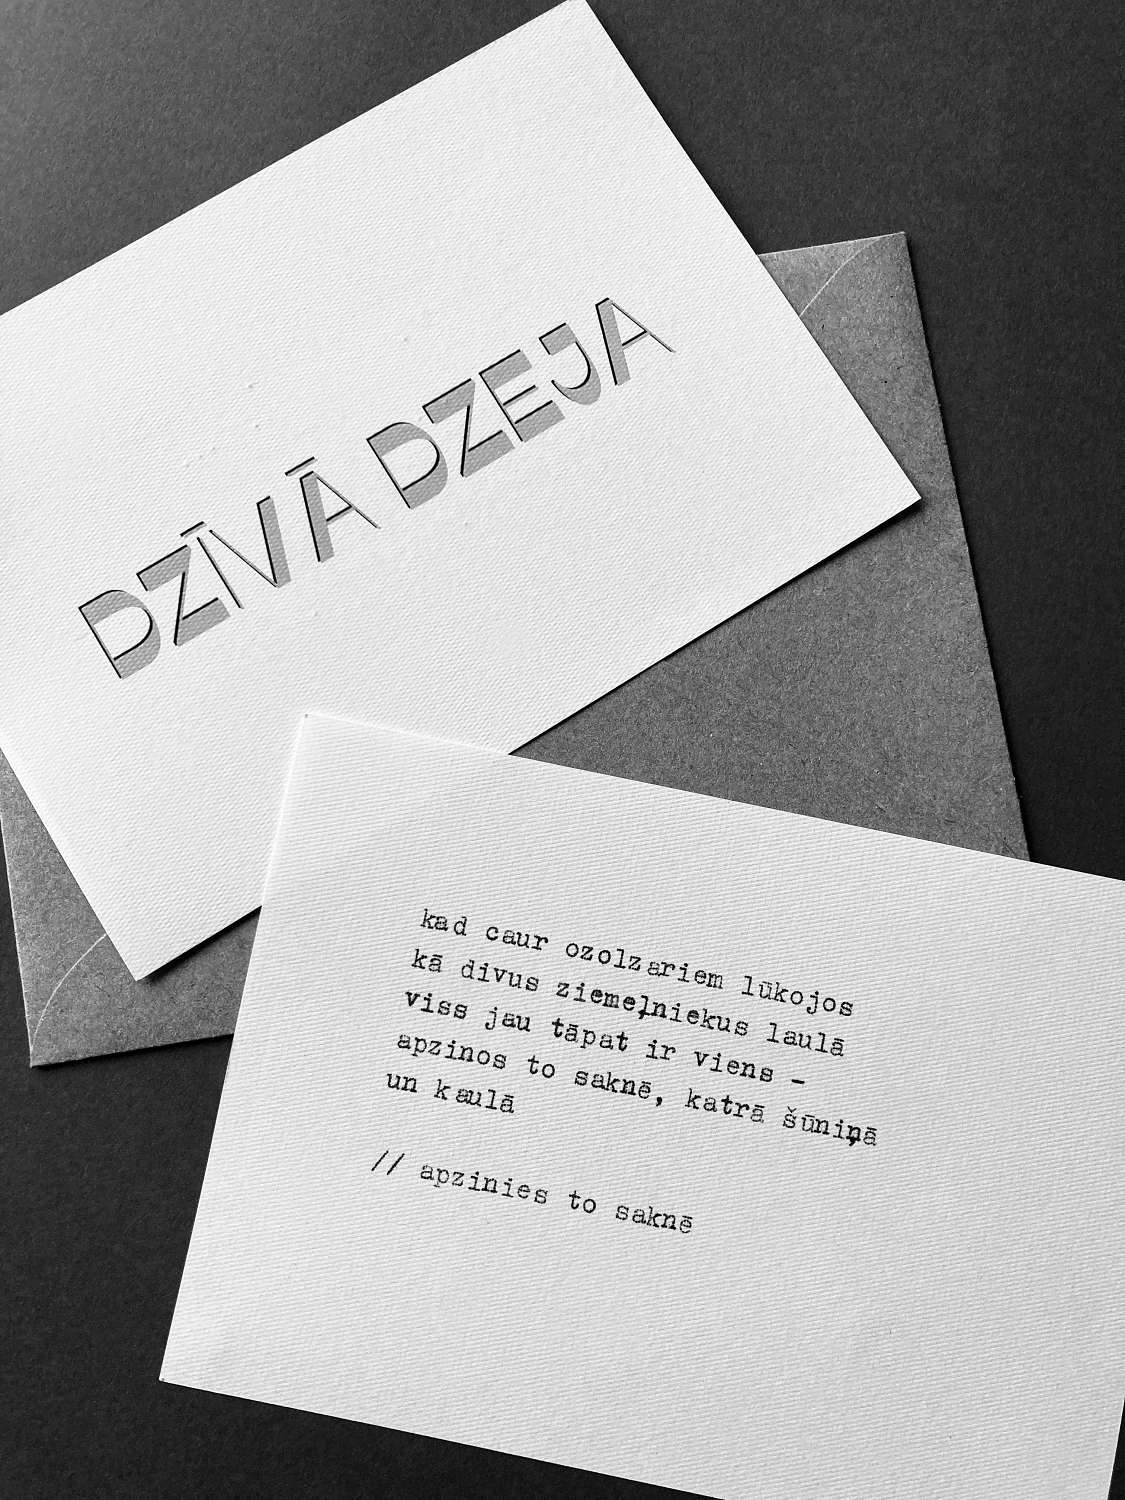 DZĪVĀ DZEJA
kad caur ozolzariem lūkojos
kā divus ziemeļniekus laulā
viss jau tāpat ir viens -
apzinos to saknē, katrā šūniņā
un kaulā
// apzinies to saknē